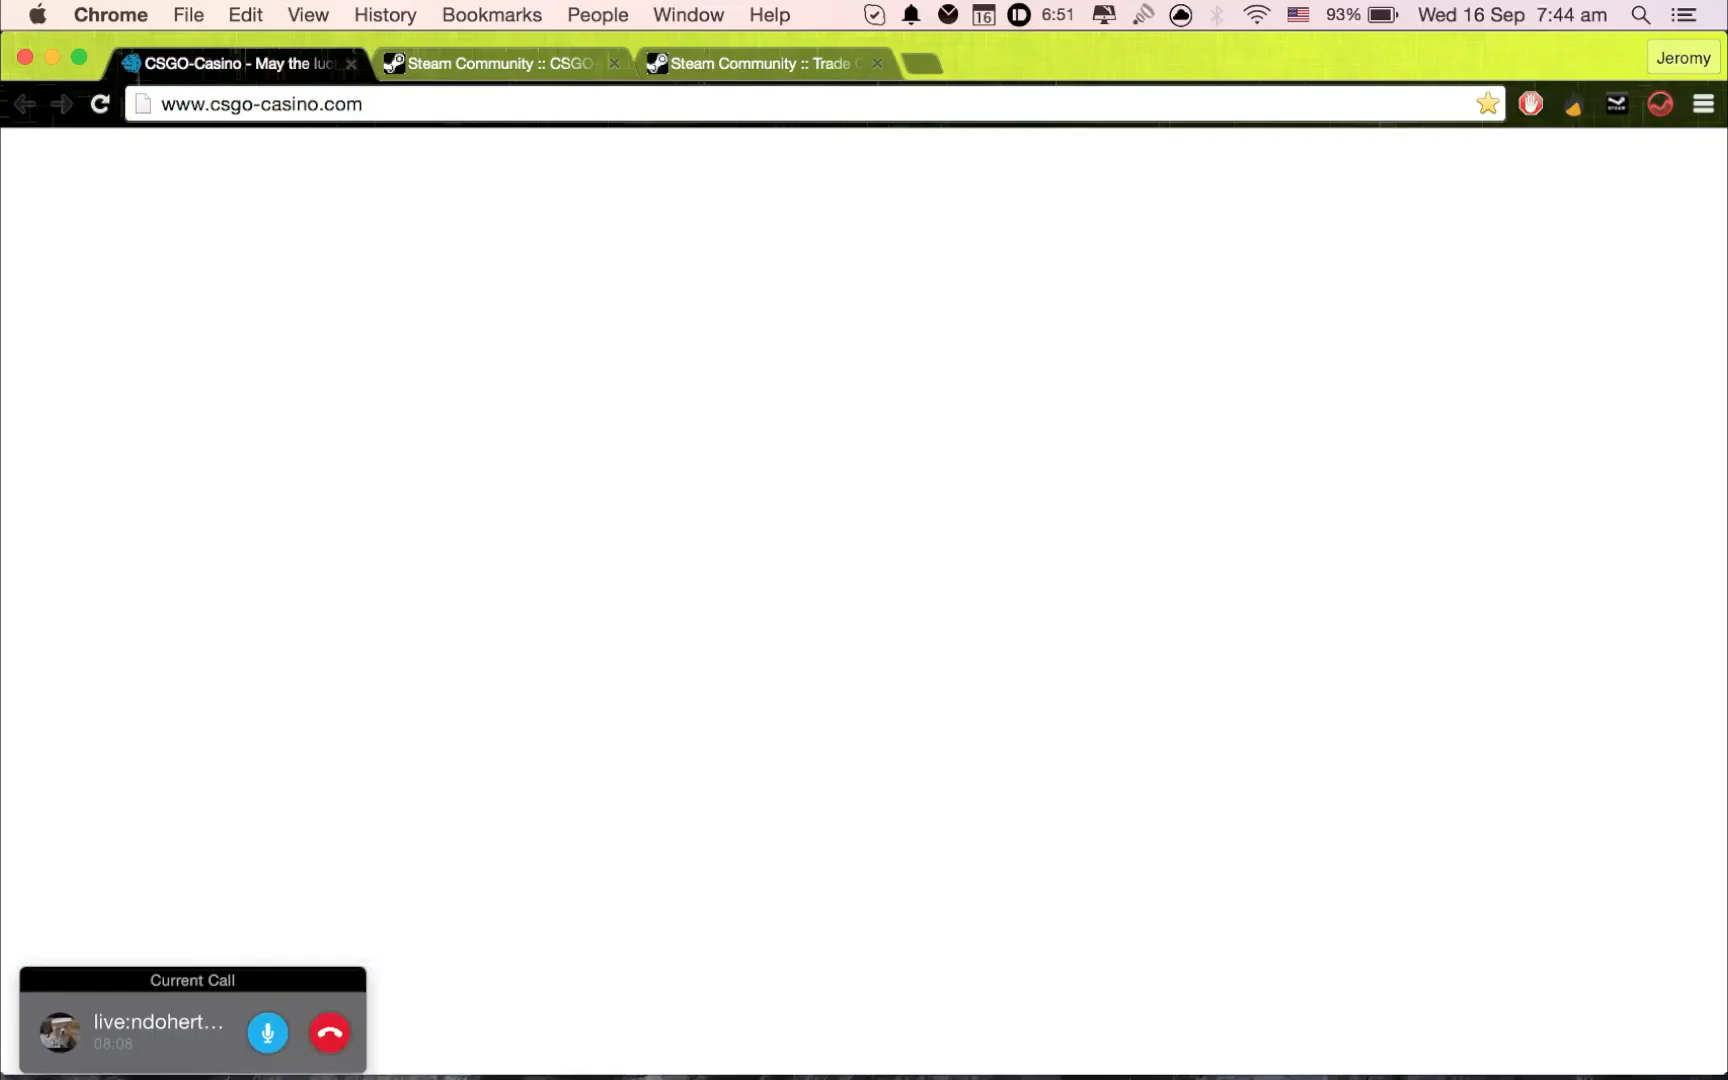 Chrome File Edit View History Bookmarks People Window Help 16 6:51 93% Wed 16 Sep 7:44 am
CSGO-Casino - May the luc Steam Community :: CSGO- Steam Community :: Trade Jeromy
www.csgo-casino.com
Current Call
live:ndohert...
08:08